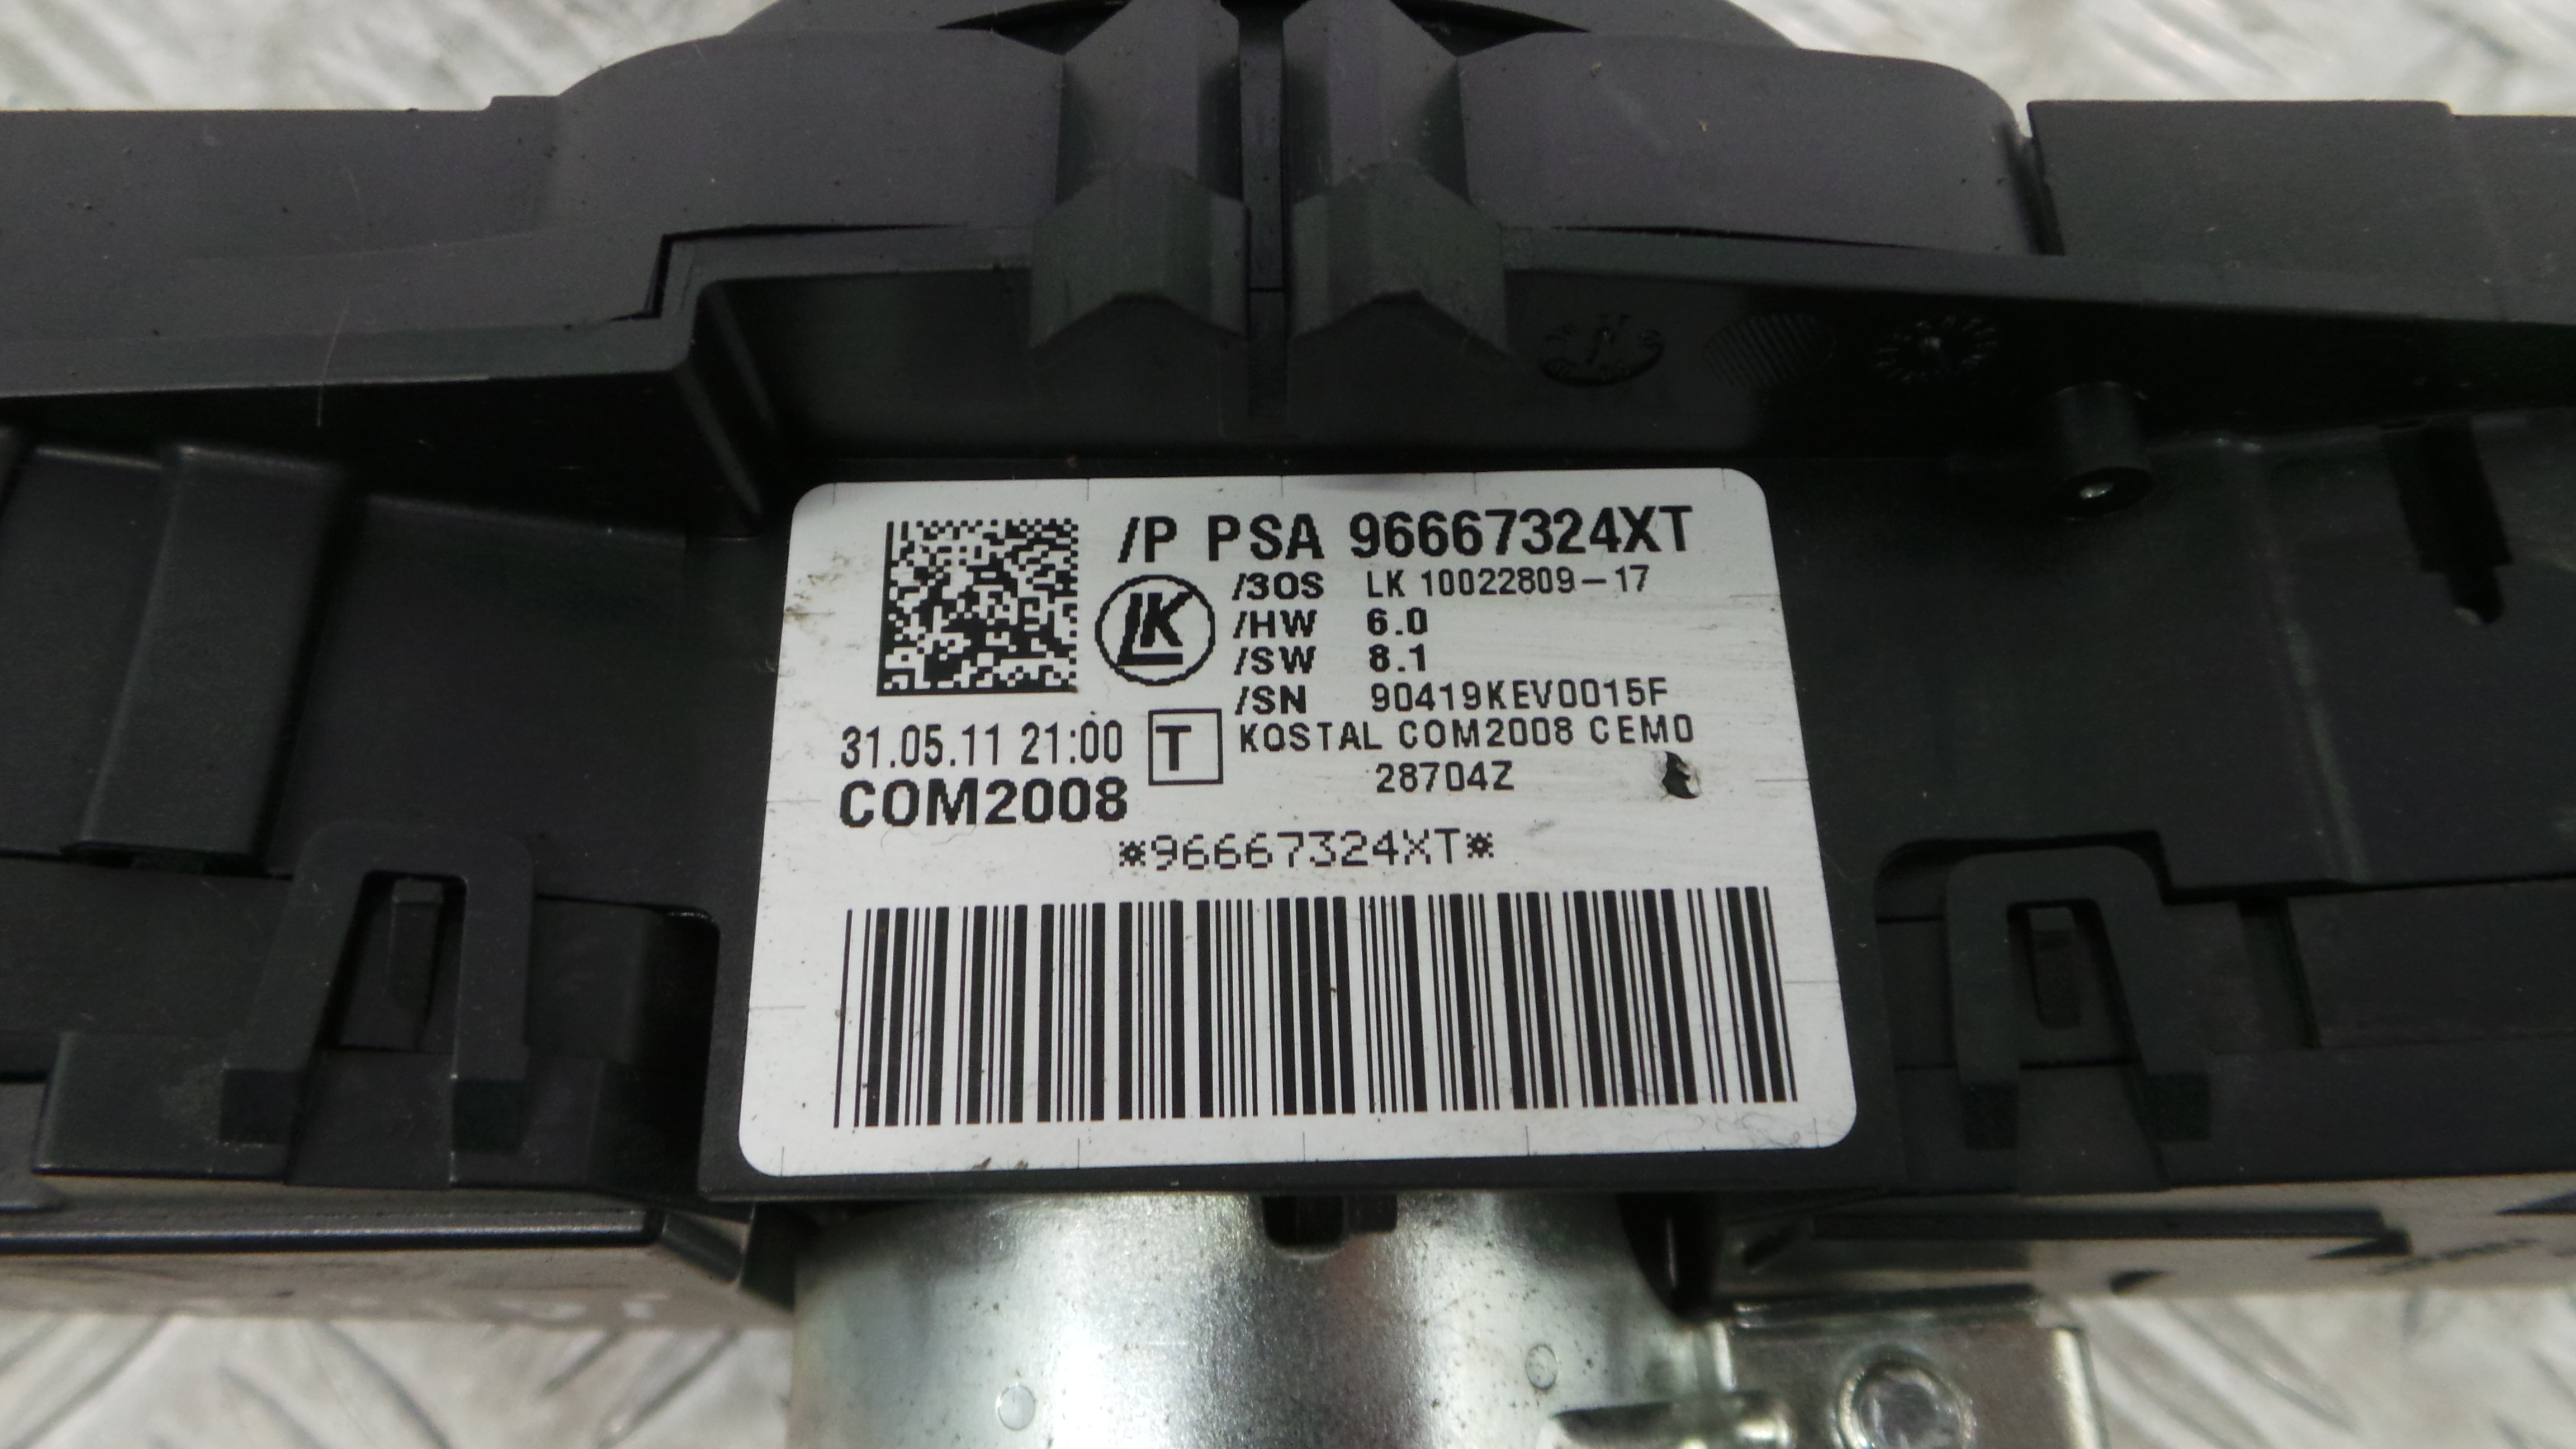 /P PSA 96667324XT
LK
/3OS LK 10022809-17
/HW 6.0
/SW 8.1
/SN 90419KEV0015F
31.05.11 21:00 T KOSTAL COM2008 CEM0
28704Z
COM2008
*96667324XT*